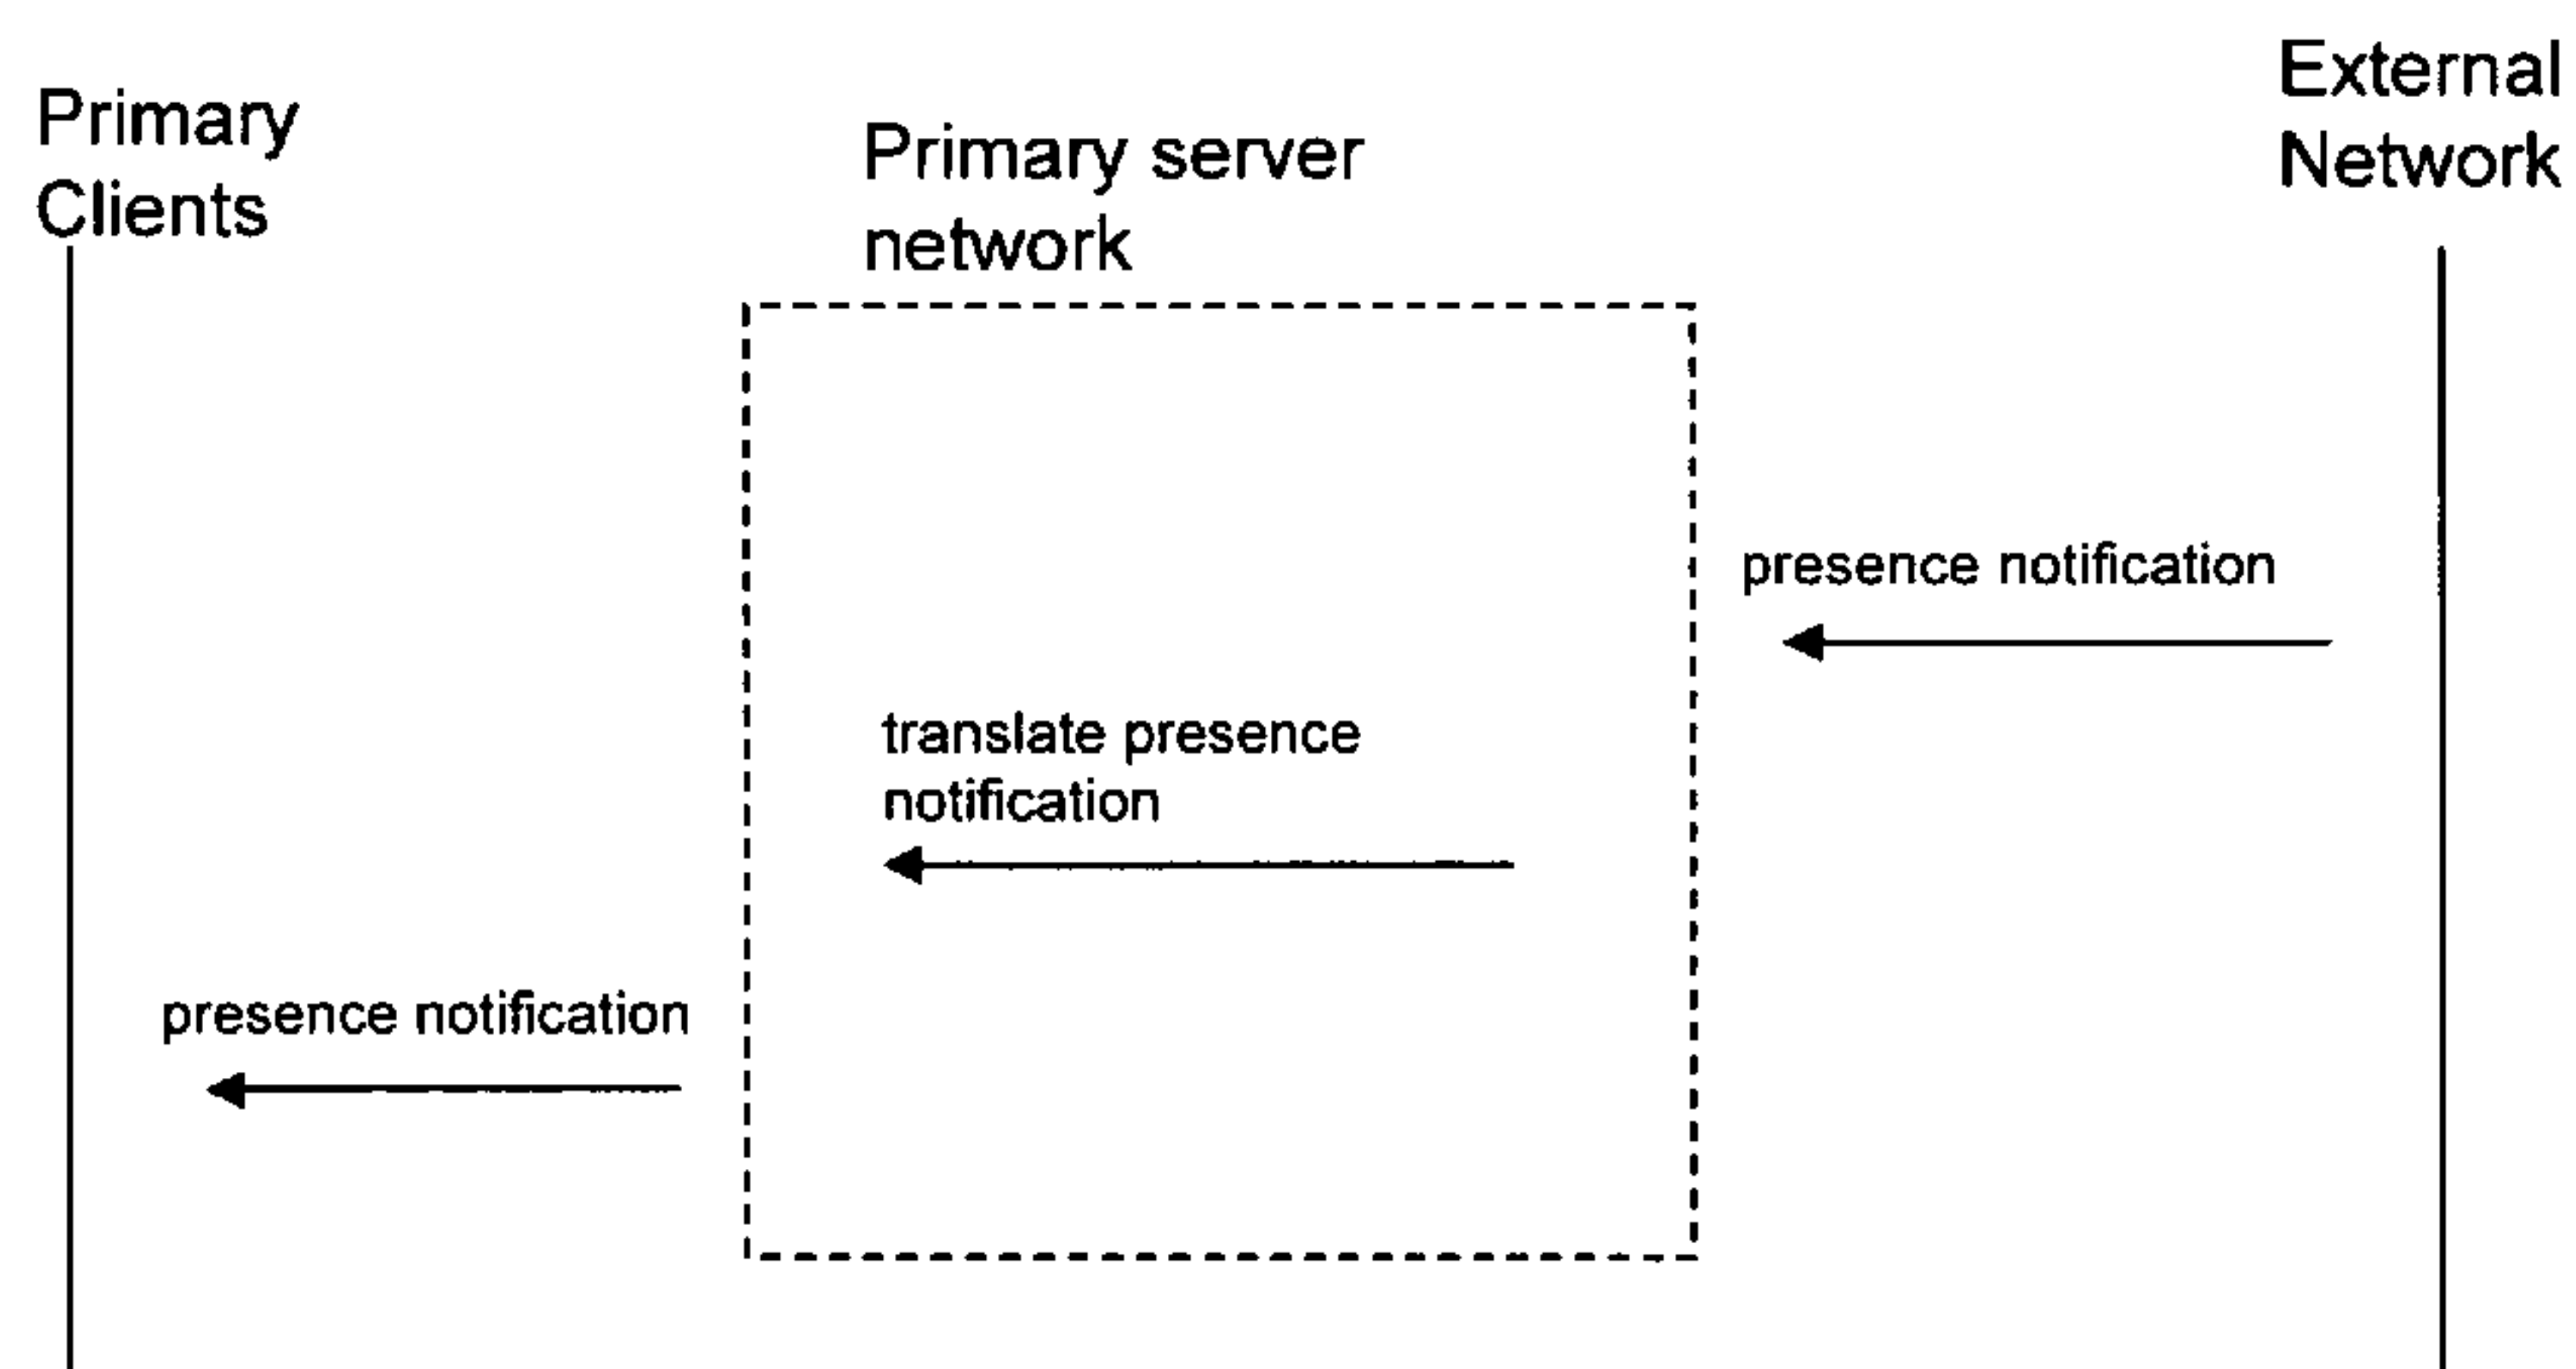 Primary
Clients
Primary server
network
External
Network
presence notification
translate presence
notification
presence notification